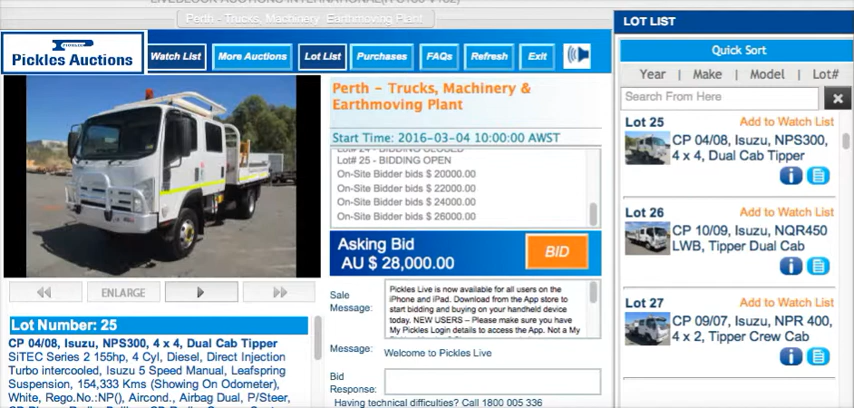 LIVEBLOCK AUCTIONS INTERNATIONAL
Perth - Trucks, Machinery Earthmoving Plant
PICKLES
Pickles Auctions
Watch List
More Auctions
Lot List
Purchases
FAQs
Refresh
Exit
Perth - Trucks, Machinery &
Earthmoving Plant
Start Time: 2016-03-04 10:00:00 AWST
Lot# 24 - BIDDING CLOSED
Lot# 25 - BIDDING OPEN
On-Site Bidder bids $ 20000.00
On-Site Bidder bids $ 22000.00
On-Site Bidder bids $ 24000.00
On-Site Bidder bids $ 26000.00
Asking Bid
AU $ 28,000.00
BID
ENLARGE
Lot Number: 25
CP 04/08, Isuzu, NPS300, 4 x 4, Dual Cab Tipper
SiTEC Series 2 155hp, 4 Cyl, Diesel, Direct Injection
Turbo intercooled, Isuzu 5 Speed Manual, Leafspring
Suspension, 154,333 Kms (Showing On Odometer),
White, Rego.No.:NP(), Aircond., Airbag Dual, P/Steer,
Sale
Message:
Pickles Live is now available for all users on the
iPhone and iPad. Download from the App store to
start bidding and buying on your handheld device
today. NEW USERS – Please make sure you have
My Pickles Login details to access the App. Not a My
Message:
Welcome to Pickles Live
Bid
Response:
Having technical difficulties? Call 1800 005 336
LOT LIST
Quick Sort
Year | Make | Model | Lot#
Search From Here
Lot 25
Add to Watch List
CP 04/08, Isuzu, NPS300,
4 x 4, Dual Cab Tipper
Lot 26
Add to Watch List
CP 10/09, Isuzu, NQR450
LWB, Tipper Dual Cab
Lot 27
Add to Watch List
CP 09/07, Isuzu, NPR 400,
4 x 2, Tipper Crew Cab